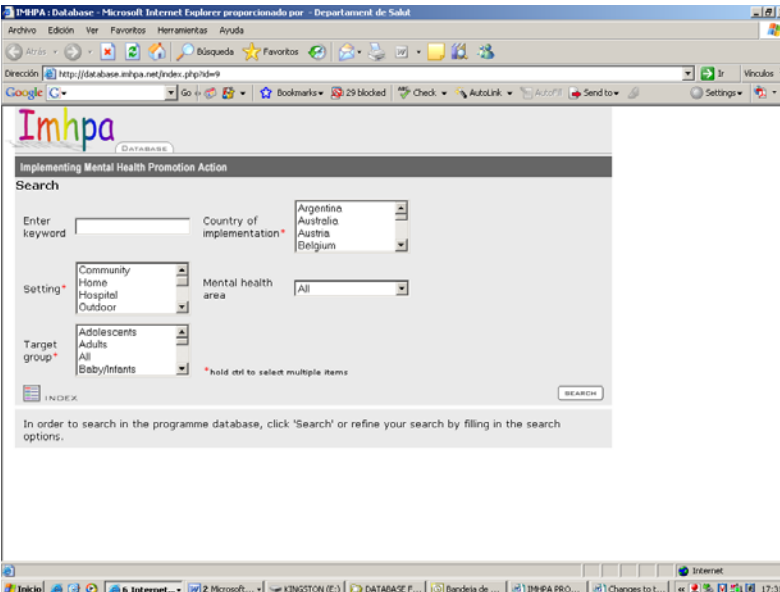 IMHPA : Database - Microsoft Internet Explorer proporcionado por - Departament de Salut
Archivo Edición Ver Favoritos Herramientas Ayuda
Atrás Búsqueda Favoritos
Dirección http://database.imhpa.net/index.php?id=9 Ir Vínculos
Google Go Bookmarks 29 blocked Check AutoLink AutoFill Send to Settings
Imhpa
DATABASE
Implementing Mental Health Promotion Action
Search
Enter keyword
Country of implementation*
Argentina
Australia
Austria
Belgium
Setting*
Community
Home
Hospital
Outdoor
Mental health area
All
Target group*
Adolescents
Adults
All
Baby/Infants
*hold ctrl to select multiple items
INDEX
SEARCH
In order to search in the programme database, click 'Search' or refine your search by filling in the search
options.
Internet
Inicio 6 Internet... 2 Microsoft... KINGSTON (E:) DATABASE F... Bandeja de ... IMHPA PRO... Changes to t...